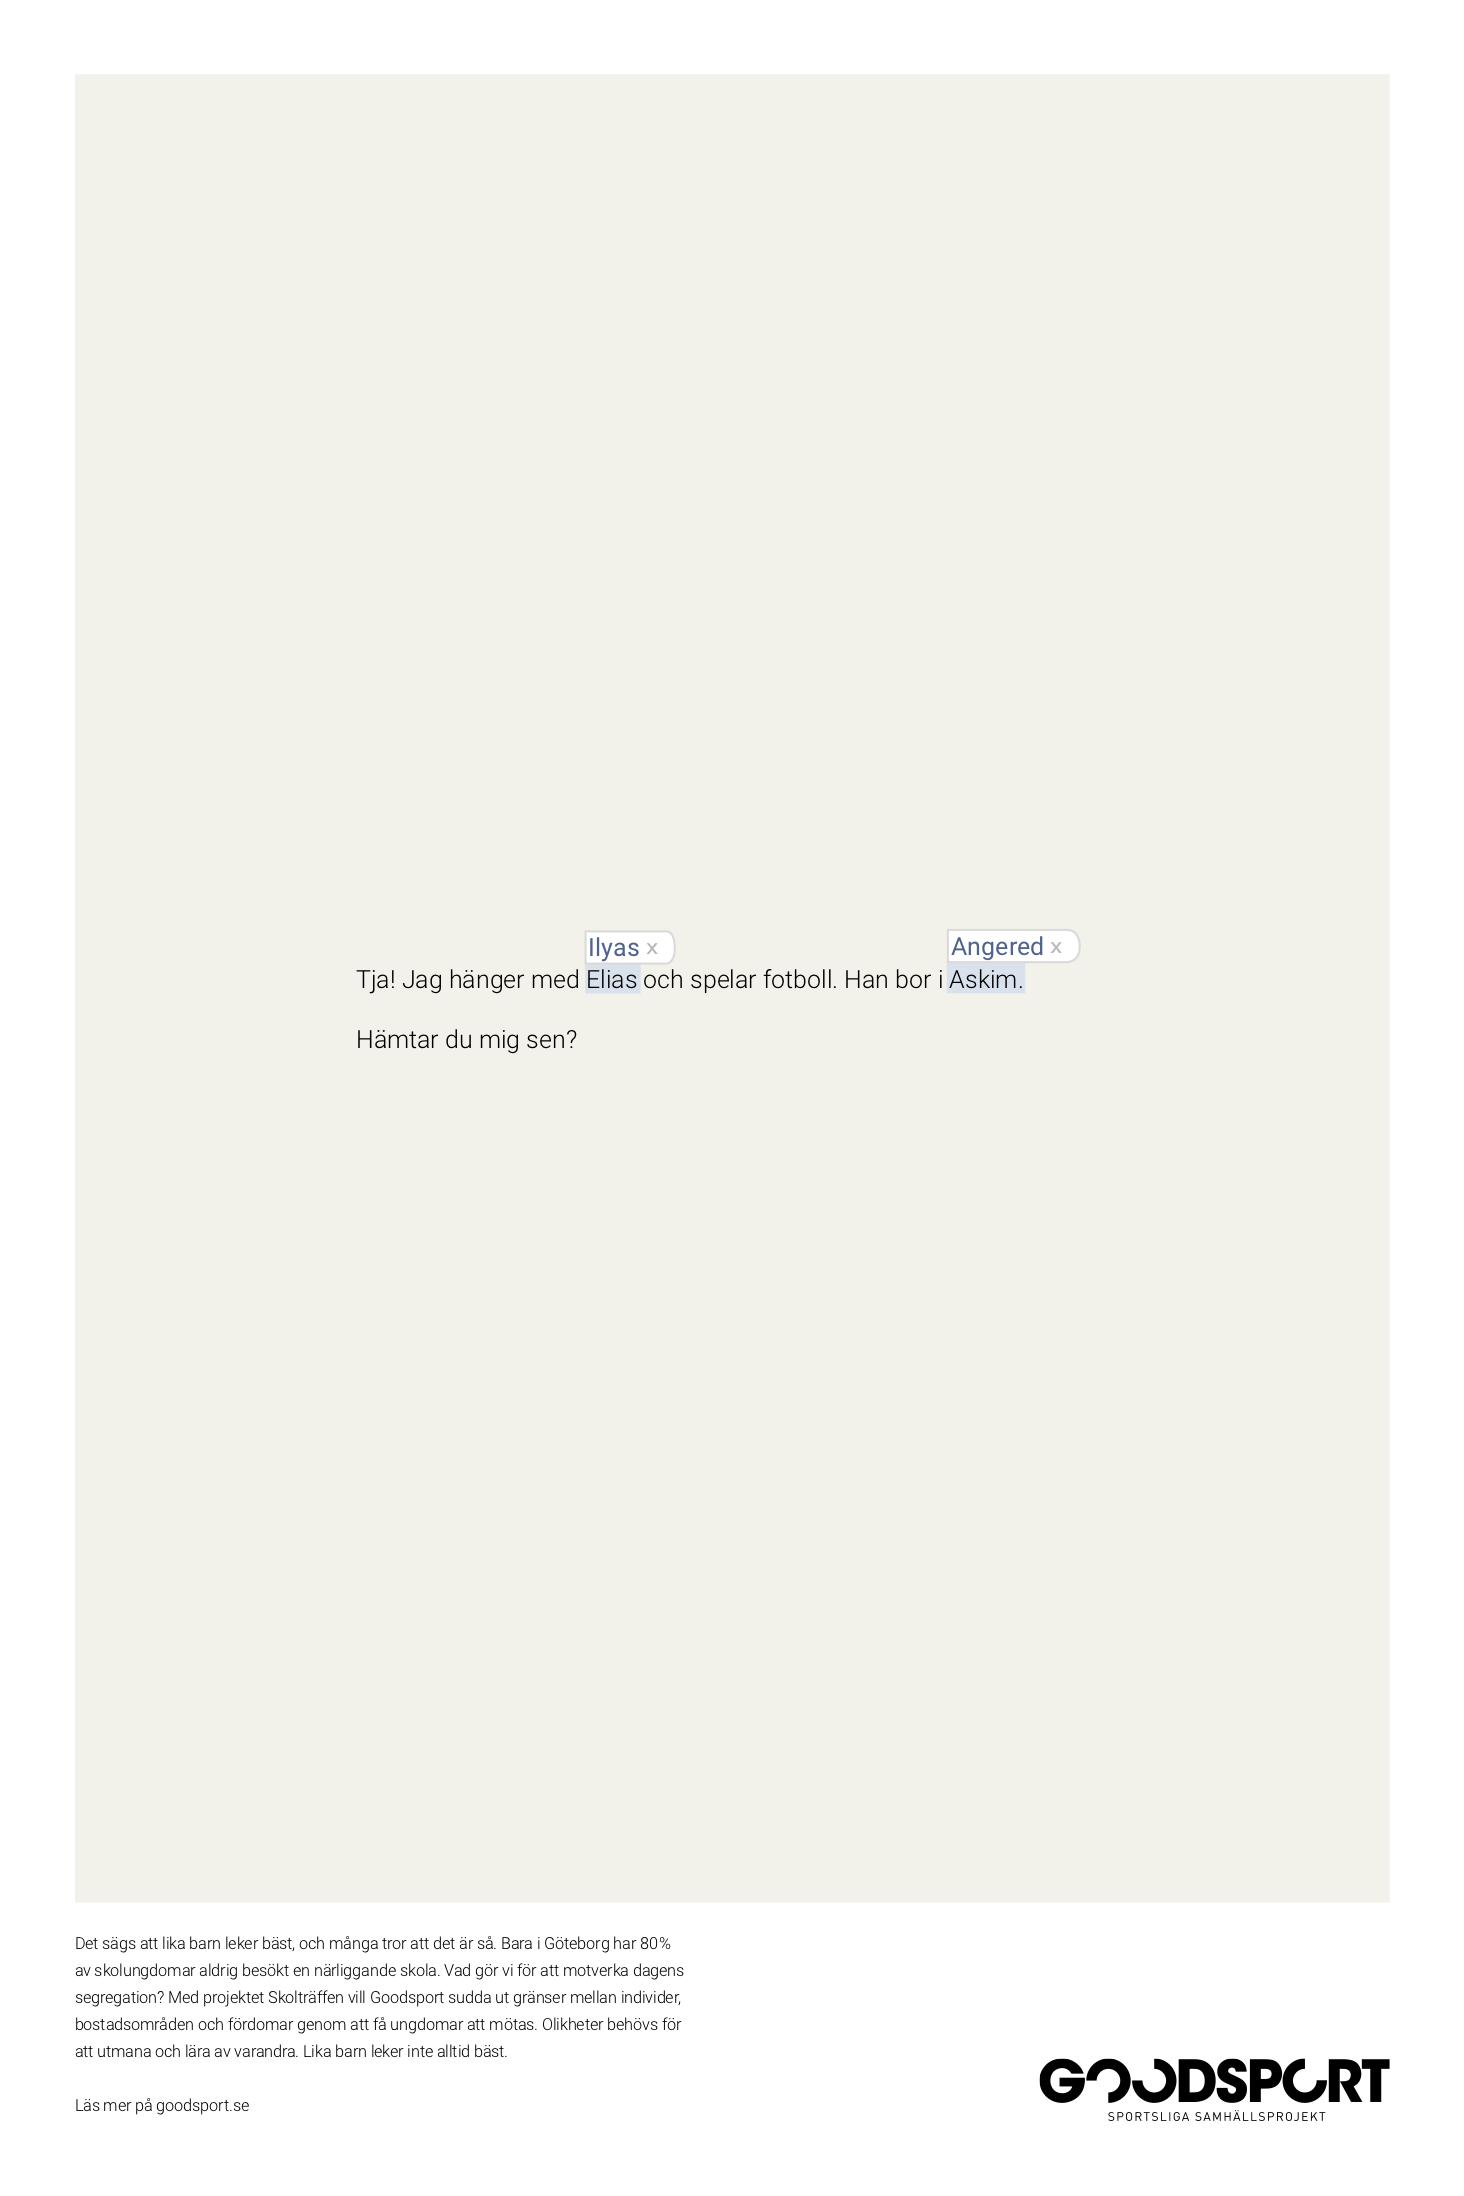 Ilyas x
Angered x
Tja! Jag hänger med Elias och spelar fotboll. Han bor i Askim.
Hämtar du mig sen?
Det sägs att lika barn leker bäst, och många tror att det är så. Bara i Göteborg har 80%
av skolungdomar aldrig besökt en närliggande skola. Vad gör vi för att motverka dagens
segregation? Med projektet Skolträffen vill Goodsport sudda ut gränser mellan individer,
bostadsområden och fördomar genom att få ungdomar att mötas. Olikheter behövs för
att utmana och lära av varandra. Lika barn leker inte alltid bäst.
Läs mer på goodsport.se
GOODSPORT
SPORTSLIGA SAMHÄLLSPROJEKT